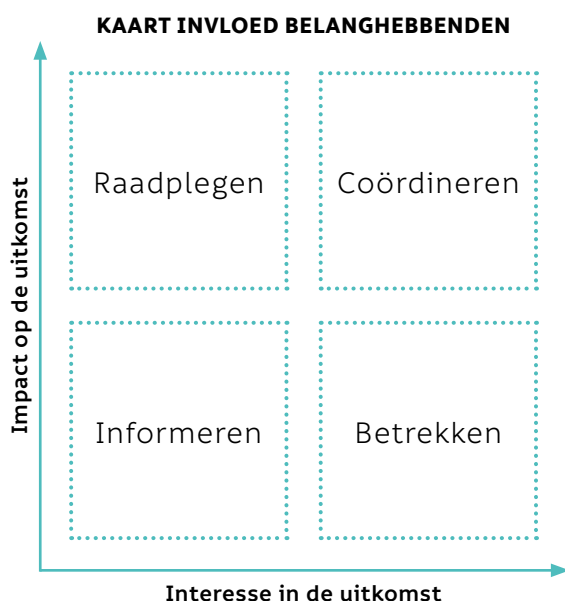 KAART INVLOED BELANGHEBBENDEN
Impact op de uitkomst
Raadplegen
Coördineren
Informeren
Betrekken
Interesse in de uitkomst